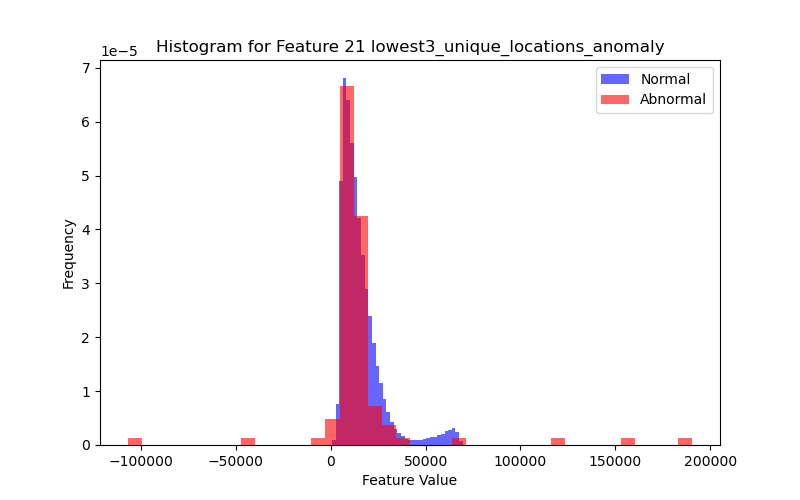 Histogram for Feature 21 lowest3_unique_locations_anomaly
1e−5
7
6
5
4
3
2
1
0
Frequency
Normal
Abnormal
−100000 −50000 0 50000 100000 150000 200000
Feature Value